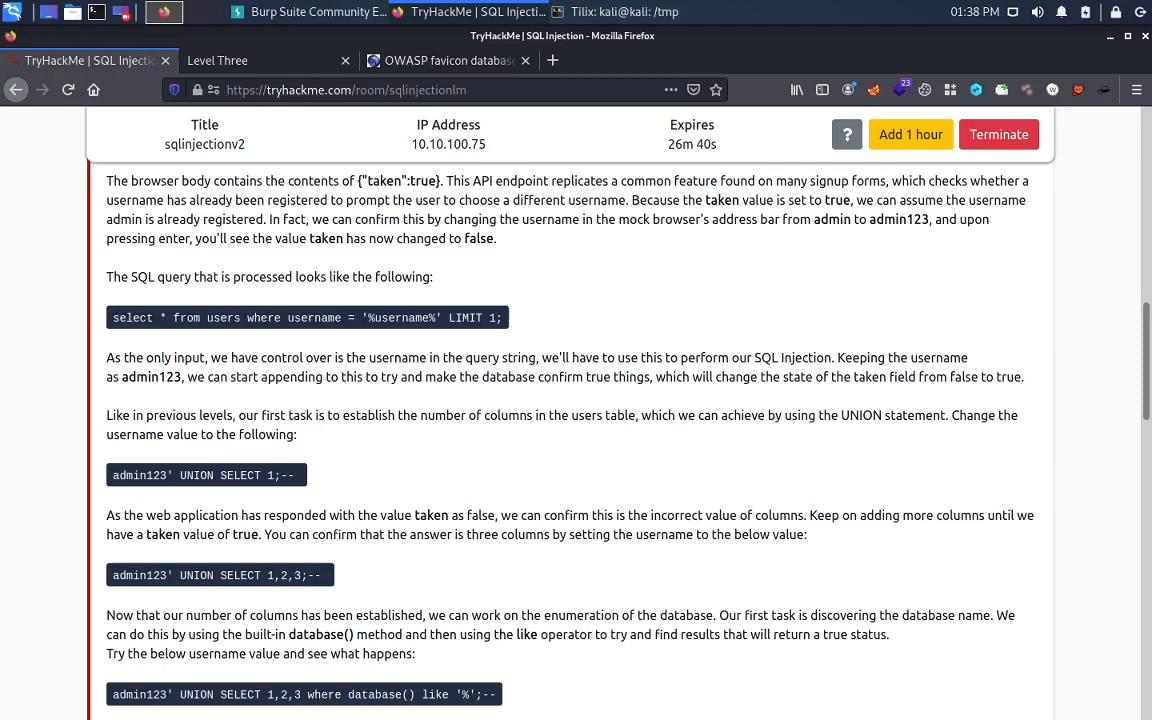 Burp Suite Community E...
TryHackMe | SQL Injecti...
Tilix: kali@kali: /tmp
01:38 PM
TryHackMe | SQL Injection - Mozilla Firefox
TryHackMe | SQL Injectio
Level Three
OWASP favicon database
https://tryhackme.com/room/sqlinjectionlm
23
Title
IP Address
Expires
sqlinjectionv2
10.10.100.75
26m 40s
?
Add 1 hour
Terminate
The browser body contains the contents of {"taken":true}. This API endpoint replicates a common feature found on many signup forms, which checks whether a
username has already been registered to prompt the user to choose a different username. Because the taken value is set to true, we can assume the username
admin is already registered. In fact, we can confirm this by changing the username in the mock browser's address bar from admin to admin123, and upon
pressing enter, you'll see the value taken has now changed to false.
The SQL query that is processed looks like the following:
select * from users where username = '%username%' LIMIT 1;
As the only input, we have control over is the username in the query string, we'll have to use this to perform our SQL Injection. Keeping the username
as admin123, we can start appending to this to try and make the database confirm true things, which will change the state of the taken field from false to true.
Like in previous levels, our first task is to establish the number of columns in the users table, which we can achieve by using the UNION statement. Change the
username value to the following:
admin123' UNION SELECT 1;--
As the web application has responded with the value taken as false, we can confirm this is the incorrect value of columns. Keep on adding more columns until we
have a taken value of true. You can confirm that the answer is three columns by setting the username to the below value:
admin123' UNION SELECT 1,2,3;--
Now that our number of columns has been established, we can work on the enumeration of the database. Our first task is discovering the database name. We
can do this by using the built-in database() method and then using the like operator to try and find results that will return a true status.
Try the below username value and see what happens:
admin123' UNION SELECT 1,2,3 where database() like '%';--